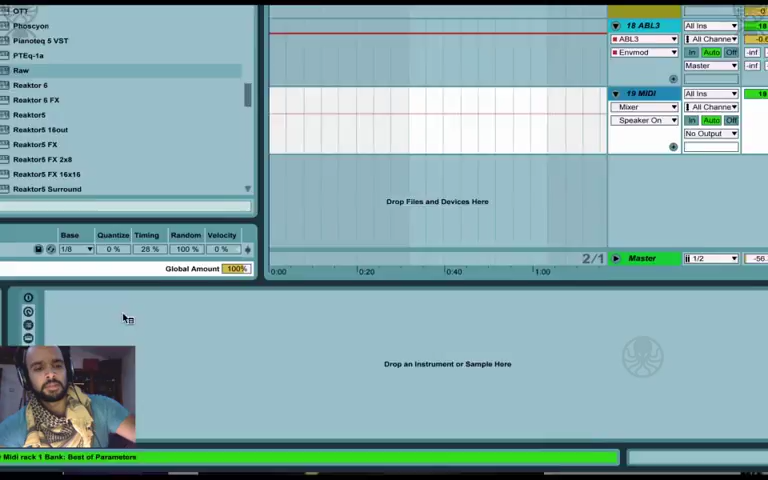 OTT
Phoscyon
Pianoteq 5 VST
PTEq-1a
Raw
Reaktor 6
Reaktor 6 FX
Reaktor5
Reaktor5 16out
Reaktor5 FX
Reaktor5 FX 2x8
Reaktor5 FX 16x16
Reaktor5 Surround
Base Quantize Timing Random Velocity
1/8 0 % 28 % 100 % 0 %
Global Amount 100%
18 ABL3 All Ins 18
ABL3 All Channe
Envmod In Auto Off -inf
Master
19 MIDI All Ins 19
Mixer All Channe
Speaker On In Auto Off
No Output
Drop Files and Devices Here
2/1 Master 1/2
0:00 0:20 0:40 1:00
Drop an Instrument or Sample Here
Midi rack 1 Bank: Best of Parameters